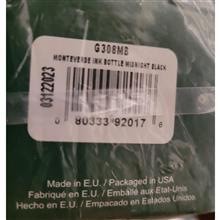 G308MB
MONTEVERDE INK BOTTLE MIDNIGHT BLACK
03122023
0 80333 92017 6
Made in E.U. / Packaged in USA
Fabriqué en E.U. / Emballé aux Etat-Unis
Hecho en E.U. / Empacado en Estados Unidos